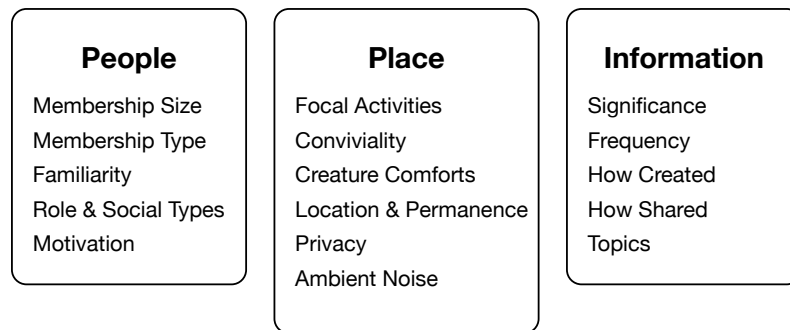 People
Membership Size
Membership Type
Familiarity
Role & Social Types
Motivation
Place
Focal Activities
Conviviality
Creature Comforts
Location & Permanence
Privacy
Ambient Noise
Information
Significance
Frequency
How Created
How Shared
Topics